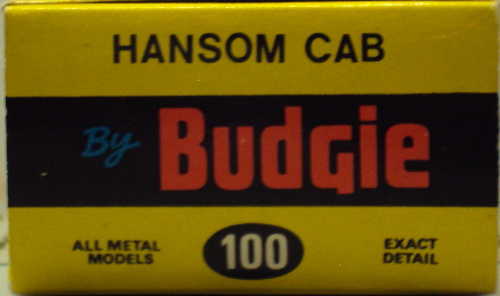 HANSOM CAB
By Budgie
ALL METAL
MODELS
100
EXACT
DETAIL